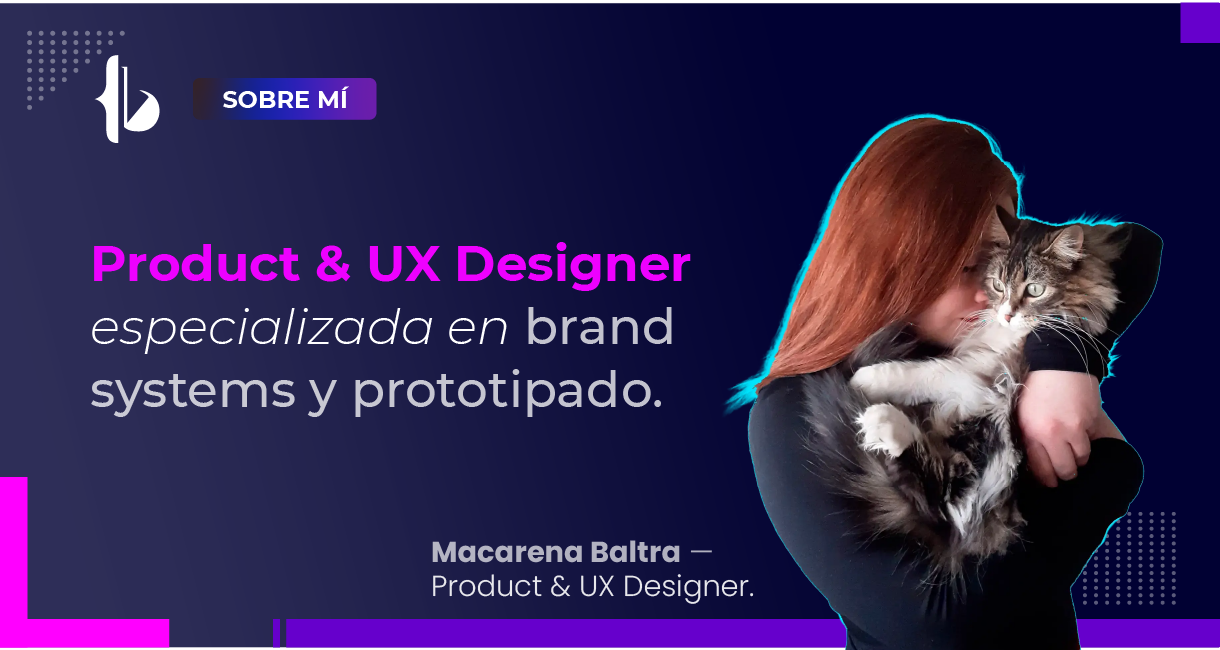 SOBRE MÍ
Product & UX Designer
especializada en brand
systems y prototipado.
Macarena Baltra —
Product & UX Designer.